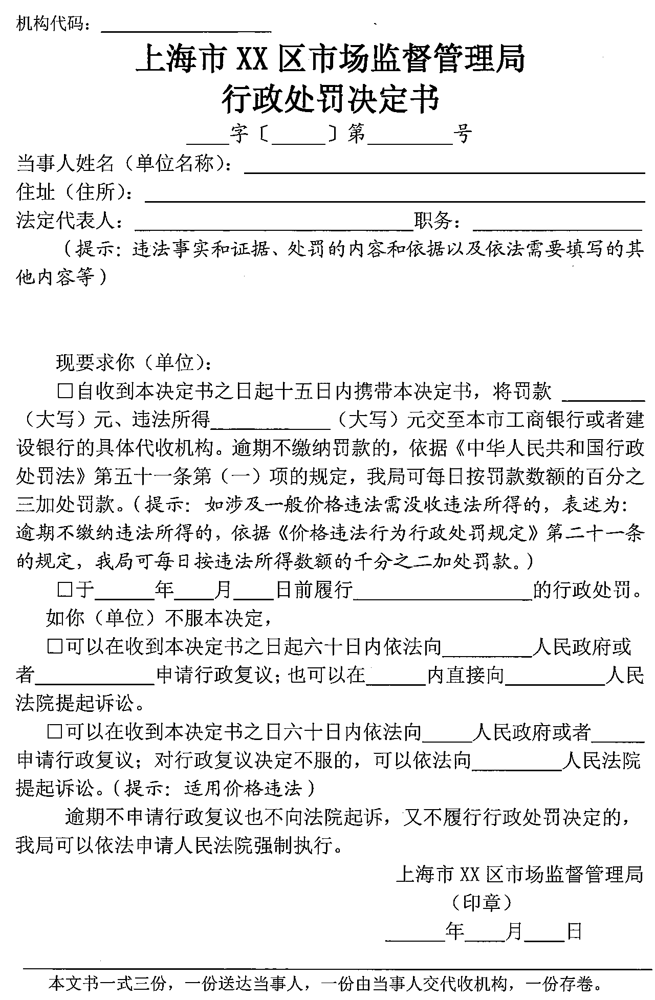 机构代码：
上海市 XX 区市场监督管理局
行政处罚决定书
____字〔_____〕第________号
当事人姓名（单位名称）：
住址（住所）：
法定代表人：__________________________职务：________________
（提示：违法事实和证据、处罚的内容和依据以及依法需要填写的其
他内容等）
现要求你（单位）：
□自收到本决定书之日起十五日内携带本决定书，将罚款 ________
（大写）元、违法所得____________（大写）元交至本市工商银行或者建
设银行的具体代收机构。逾期不缴纳罚款的，依据《中华人民共和国行政
处罚法》第五十一条第（一）项的规定，我局可每日按罚款数额的百分之
三加处罚款。（提示：如涉及一般价格违法需没收违法所得的，表述为：
逾期不缴纳违法所得的，依据《价格违法行为行政处罚规定》第二十一条
的规定，我局可每日按违法所得数额的千分之二加处罚款。）
□于______年____月____日前履行__________________的行政处罚。
如你（单位）不服本决定，
□可以在收到本决定书之日起六十日内依法向_________人民政府或
者____________申请行政复议；也可以在______内直接向__________人民
法院提起诉讼。
□可以在收到本决定书之日六十日内依法向_____人民政府或者_____
申请行政复议；对行政复议决定不服的，可以依法向_________人民法院
提起诉讼。（提示：适用价格违法）
逾期不申请行政复议也不向法院起诉，又不履行行政处罚决定的，
我局可以依法申请人民法院强制执行。
上海市 XX 区市场监督管理局
（印章）
______年____月____日
本文书一式三份，一份送达当事人，一份由当事人交代收机构，一份存卷。